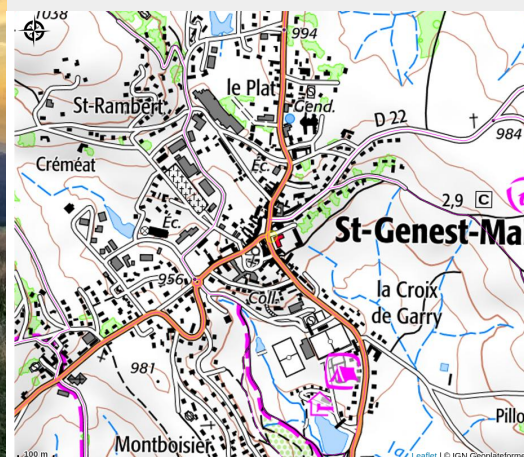 1038
994
le Plat
St-Rambert
Gend.
D 22
984
Éc.
Créméat
2,9 C
Éc.
St-Genest-Ma
956
la Croix
de Garry
Coll.
981
Pillo
Montboisier
100 m
Leaflet | © IGN Geoplateforme